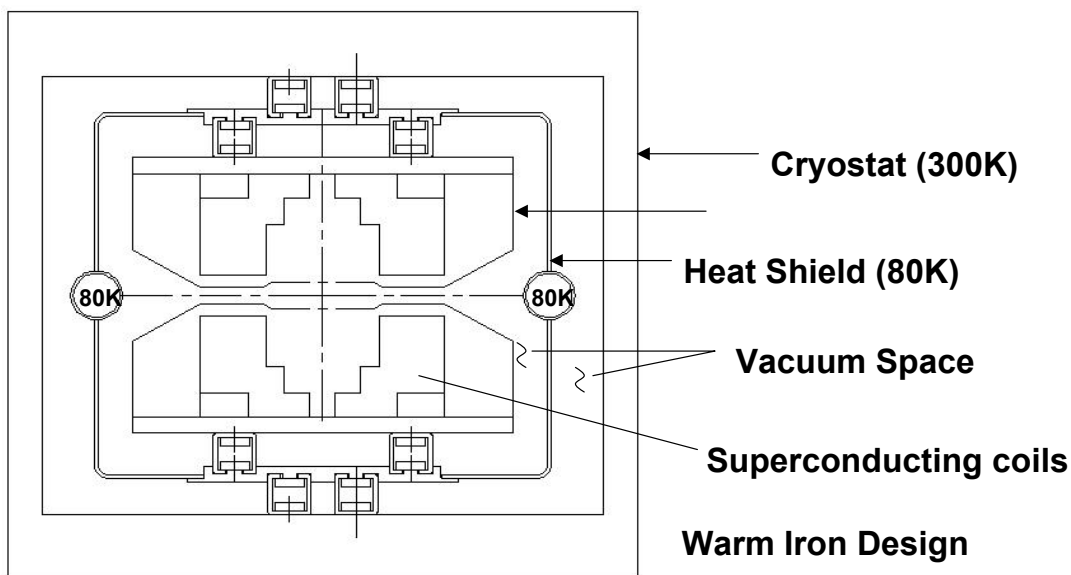 Cryostat (300K)
Heat Shield (80K)
80K
80K
Vacuum Space
Superconducting coils
Warm Iron Design